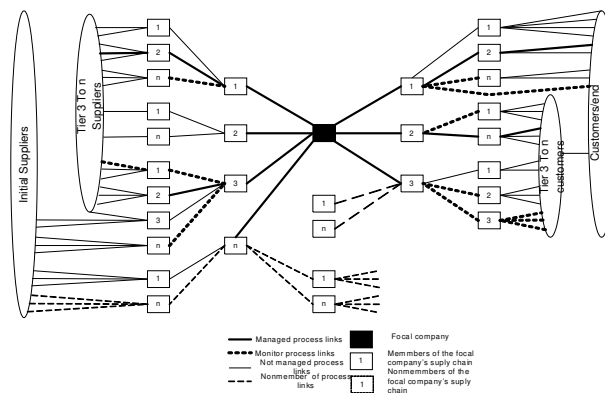 Initial Suppliers
Tier 3 To n
Suppliers
1
2
n
1
n
1
2
3
n
1
n
1
2
3
n
1
n
1
n
1
2
3
1
2
n
1
n
1
2
3
Tier 3 To n
customers
Customers/end
Managed process links
Monitor process links
Not managed process
links
Nonmember of process
links
Focal company
1
Memmbers of the focal
company's suply chain
1
Nonmemmbers of the
focal company's suply
chain